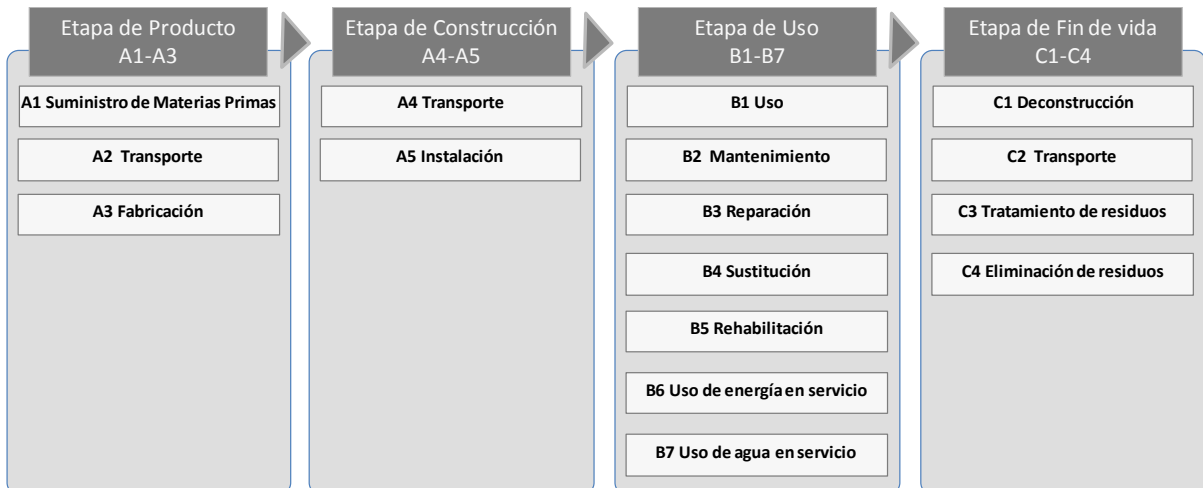 Etapa de Producto
A1-A3
A1 Suministro de Materias Primas
A2 Transporte
A3 Fabricación
Etapa de Construcción
A4-A5
A4 Transporte
A5 Instalación
Etapa de Uso
B1-B7
B1 Uso
B2 Mantenimiento
B3 Reparación
B4 Sustitución
B5 Rehabilitación
B6 Uso de energía en servicio
B7 Uso de agua en servicio
Etapa de Fin de vida
C1-C4
C1 Deconstrucción
C2 Transporte
C3 Tratamiento de residuos
C4 Eliminación de residuos